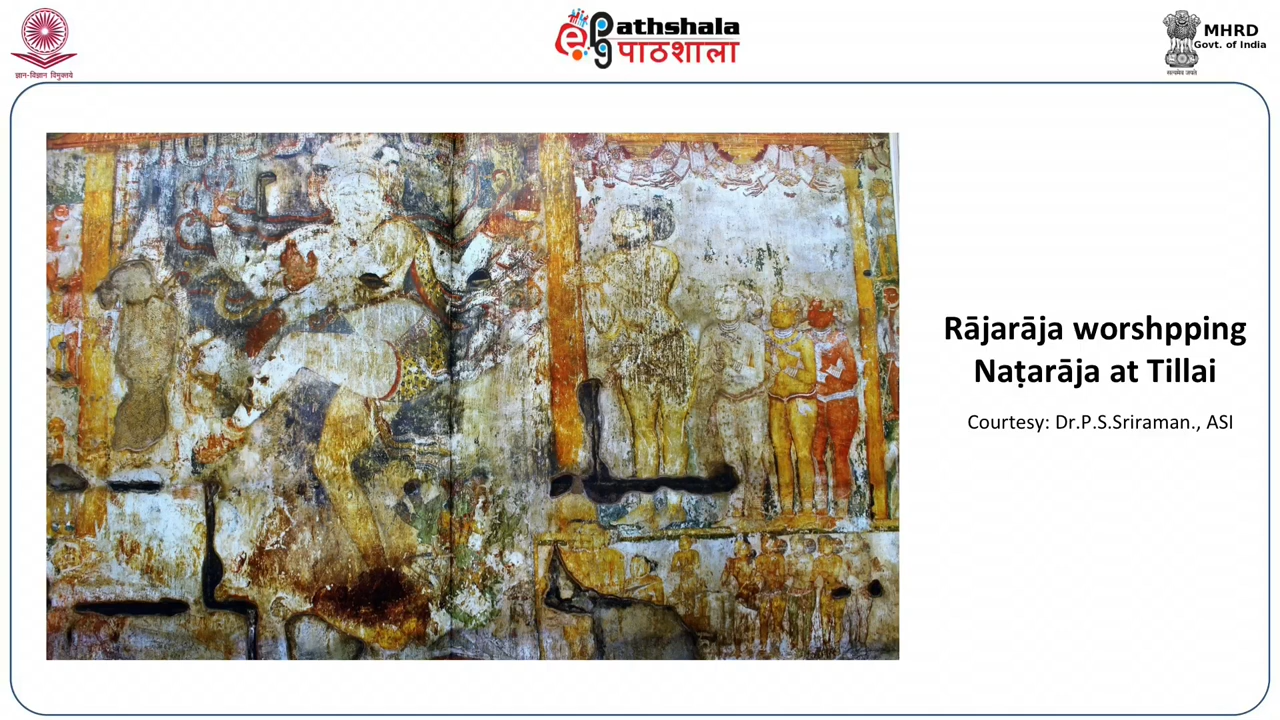 ज्ञान-विज्ञान विमुक्तये
ePathshala
पाठशाला
MHRD
Govt. of India
सत्यमेव जयते
Rājarāja worshpping
Naṭarāja at Tillai
Courtesy: Dr.P.S.Sriraman., ASI